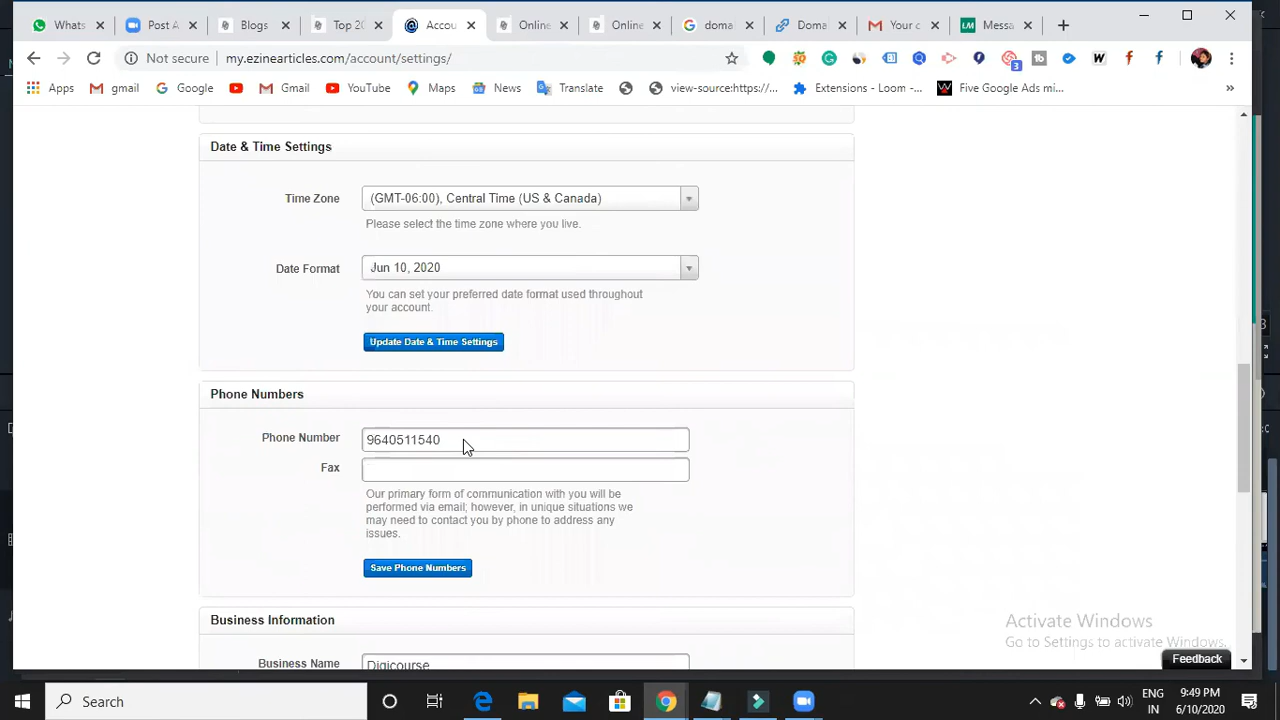 Whats
Post A
Blogs
Top 20
Accou
Online
Online
doma
Doma
Your c
Messa
Not secure
my.ezinearticles.com/account/settings/
3
Apps
gmail
Google
Gmail
YouTube
Maps
News
Translate
view-source:https://...
Extensions - Loom -...
Five Google Ads mi...
Date & Time Settings
Time Zone
(GMT-06:00), Central Time (US & Canada)
Please select the time zone where you live.
Date Format
Jun 10, 2020
You can set your preferred date format used throughout
your account.
Update Date & Time Settings
Phone Numbers
Phone Number
9640511540
Fax
Our primary form of communication with you will be
performed via email; however, in unique situations we
may need to contact you by phone to address any
issues.
Save Phone Numbers
Business Information
Business Name
Digicourse
Activate Windows
Go to Settings to activate Windows.
Feedback
Search
ENG
IN
9:49 PM
6/10/2020